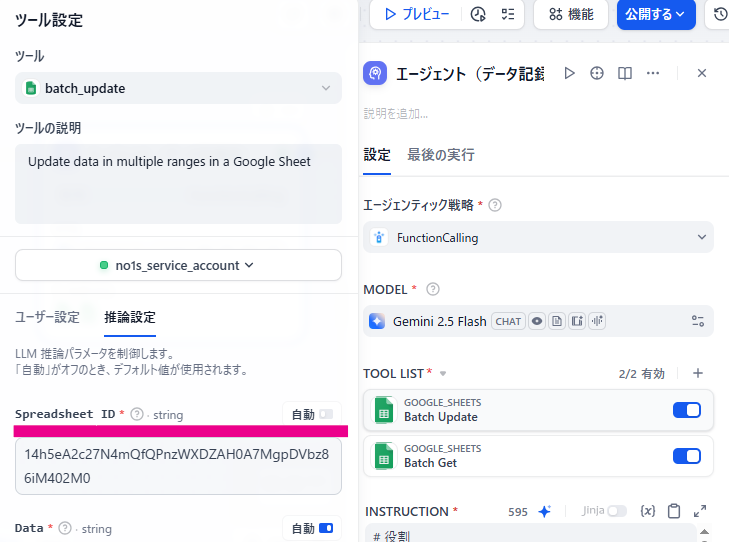 ツール設定
ツール
batch_update
ツールの説明
Update data in multiple ranges in a Google Sheet
no1s_service_account
ユーザー設定 推論設定
LLM 推論パラメータを制御します。
「自動」がオフのとき、デフォルト値が使用されます。
Spreadsheet ID * · string 自動
14h5eA2c27N4mQfQPnzWXDZAH0A7MgpDVbz8
6iM402M0
Data * · string 自動
プレビュー 機能 公開する
エージェント（データ記録
説明を追加...
設定 最後の実行
エージェンティック戦略 *
FunctionCalling
MODEL *
Gemini 2.5 Flash CHAT
TOOL LIST * 2/2 有効
GOOGLE_SHEETS
Batch Update
GOOGLE_SHEETS
Batch Get
INSTRUCTION * 595 Jinja {x}
# 役割